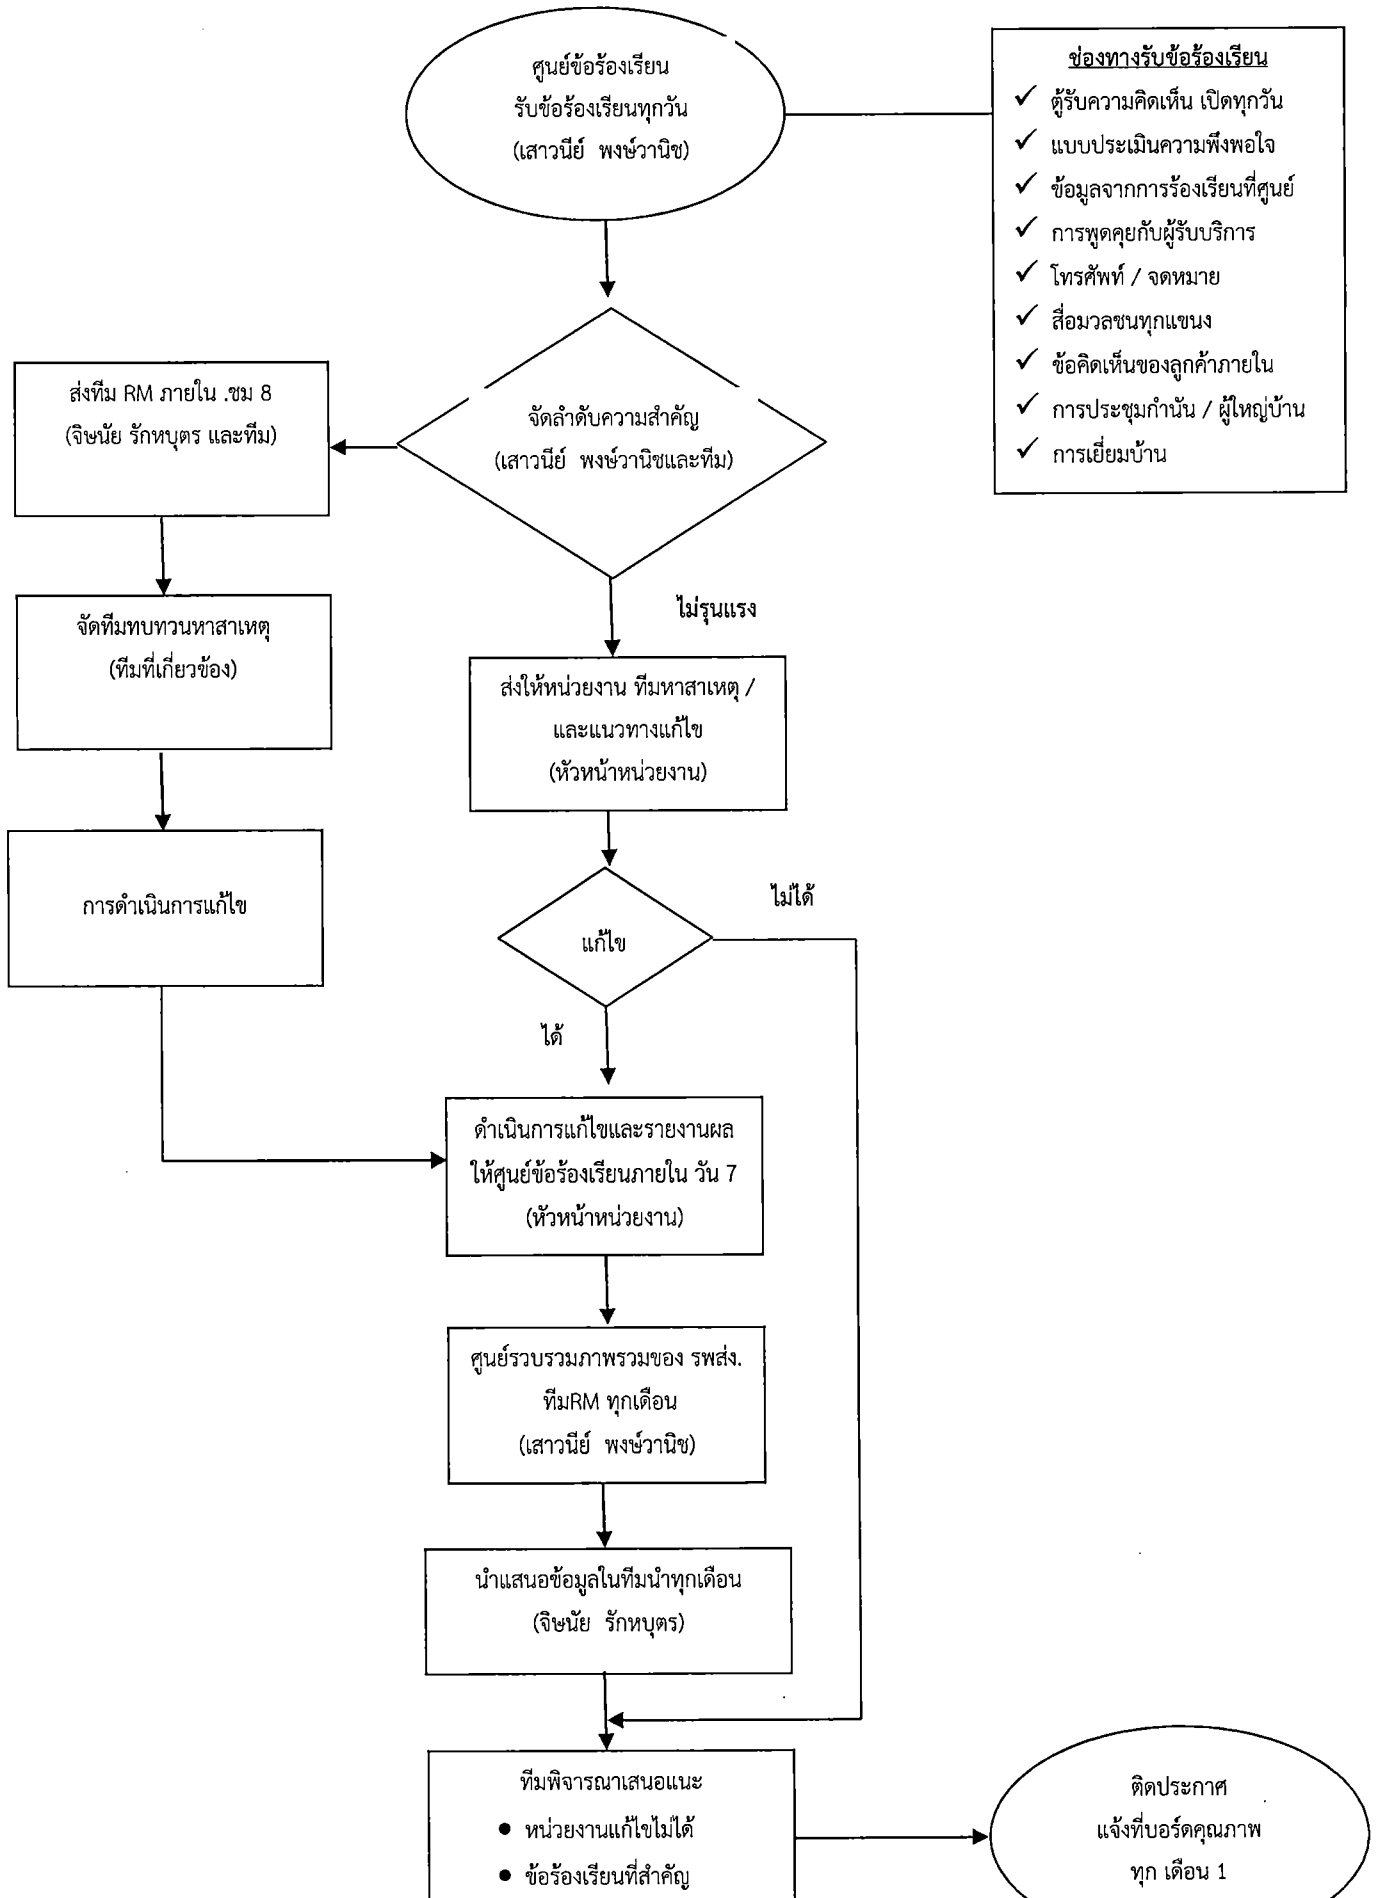 ศูนย์ข้อร้องเรียน
รับข้อร้องเรียนทุกวัน
(เสาวนีย์ พงษ์วานิช)
ช่องทางรับข้อร้องเรียน
✓ ตู้รับความคิดเห็น เปิดทุกวัน
✓ แบบประเมินความพึงพอใจ
✓ ข้อมูลจากการร้องเรียนที่ศูนย์
✓ การพูดคุยกับผู้รับบริการ
✓ โทรศัพท์ / จดหมาย
✓ สื่อมวลชนทุกแขนง
✓ ข้อคิดเห็นของลูกค้าภายใน
✓ การประชุมกำนัน / ผู้ใหญ่บ้าน
✓ การเยี่ยมบ้าน
จัดลำดับความสำคัญ
(เสาวนีย์ พงษ์วานิชและทีม)
ส่งทีม RM ภายใน .ชม 8
(จิษนัย รักหบุตร และทีม)
จัดทีมทบทวนหาสาเหตุ
(ทีมที่เกี่ยวข้อง)
การดำเนินการแก้ไข
ไม่รุนแรง
ส่งให้หน่วยงาน ทีมหาสาเหตุ /
และแนวทางแก้ไข
(หัวหน้าหน่วยงาน)
แก้ไข
ไม่ได้
ได้
ดำเนินการแก้ไขและรายงานผล
ให้ศูนย์ข้อร้องเรียนภายใน วัน 7
(หัวหน้าหน่วยงาน)
ศูนย์รวบรวมภาพรวมของ รพส่ง.
ทีมRM ทุกเดือน
(เสาวนีย์ พงษ์วานิช)
นำแสนอข้อมูลในทีมนำทุกเดือน
(จิษนัย รักหบุตร)
ทีมพิจารณาเสนอแนะ
● หน่วยงานแก้ไขไม่ได้
● ข้อร้องเรียนที่สำคัญ
ติดประกาศ
แจ้งที่บอร์ดคุณภาพ
ทุก เดือน 1